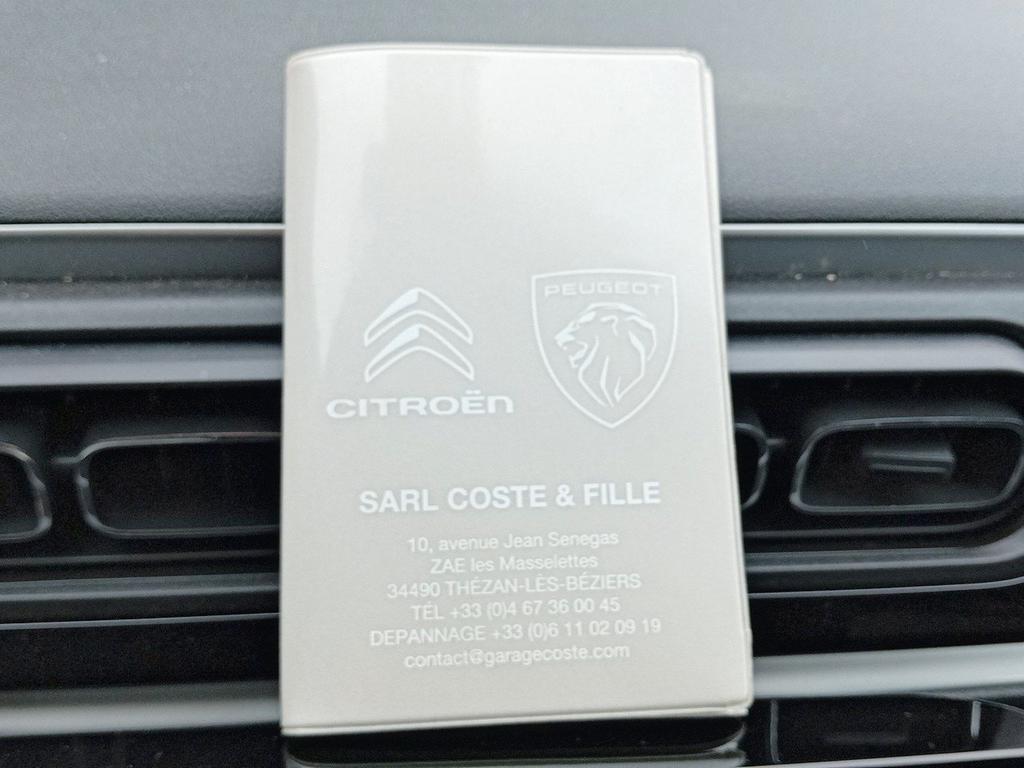 PEUGEOT
CITROËN
SARL COSTE & FILLE
10, avenue Jean Senegas
ZAE les Masselettes
34490 THÉZAN-LÈS-BÉZIERS
TÉL +33 (0)4 67 36 00 45
DEPANNAGE +33 (0)6 11 02 09 19
contact@garagecoste.com